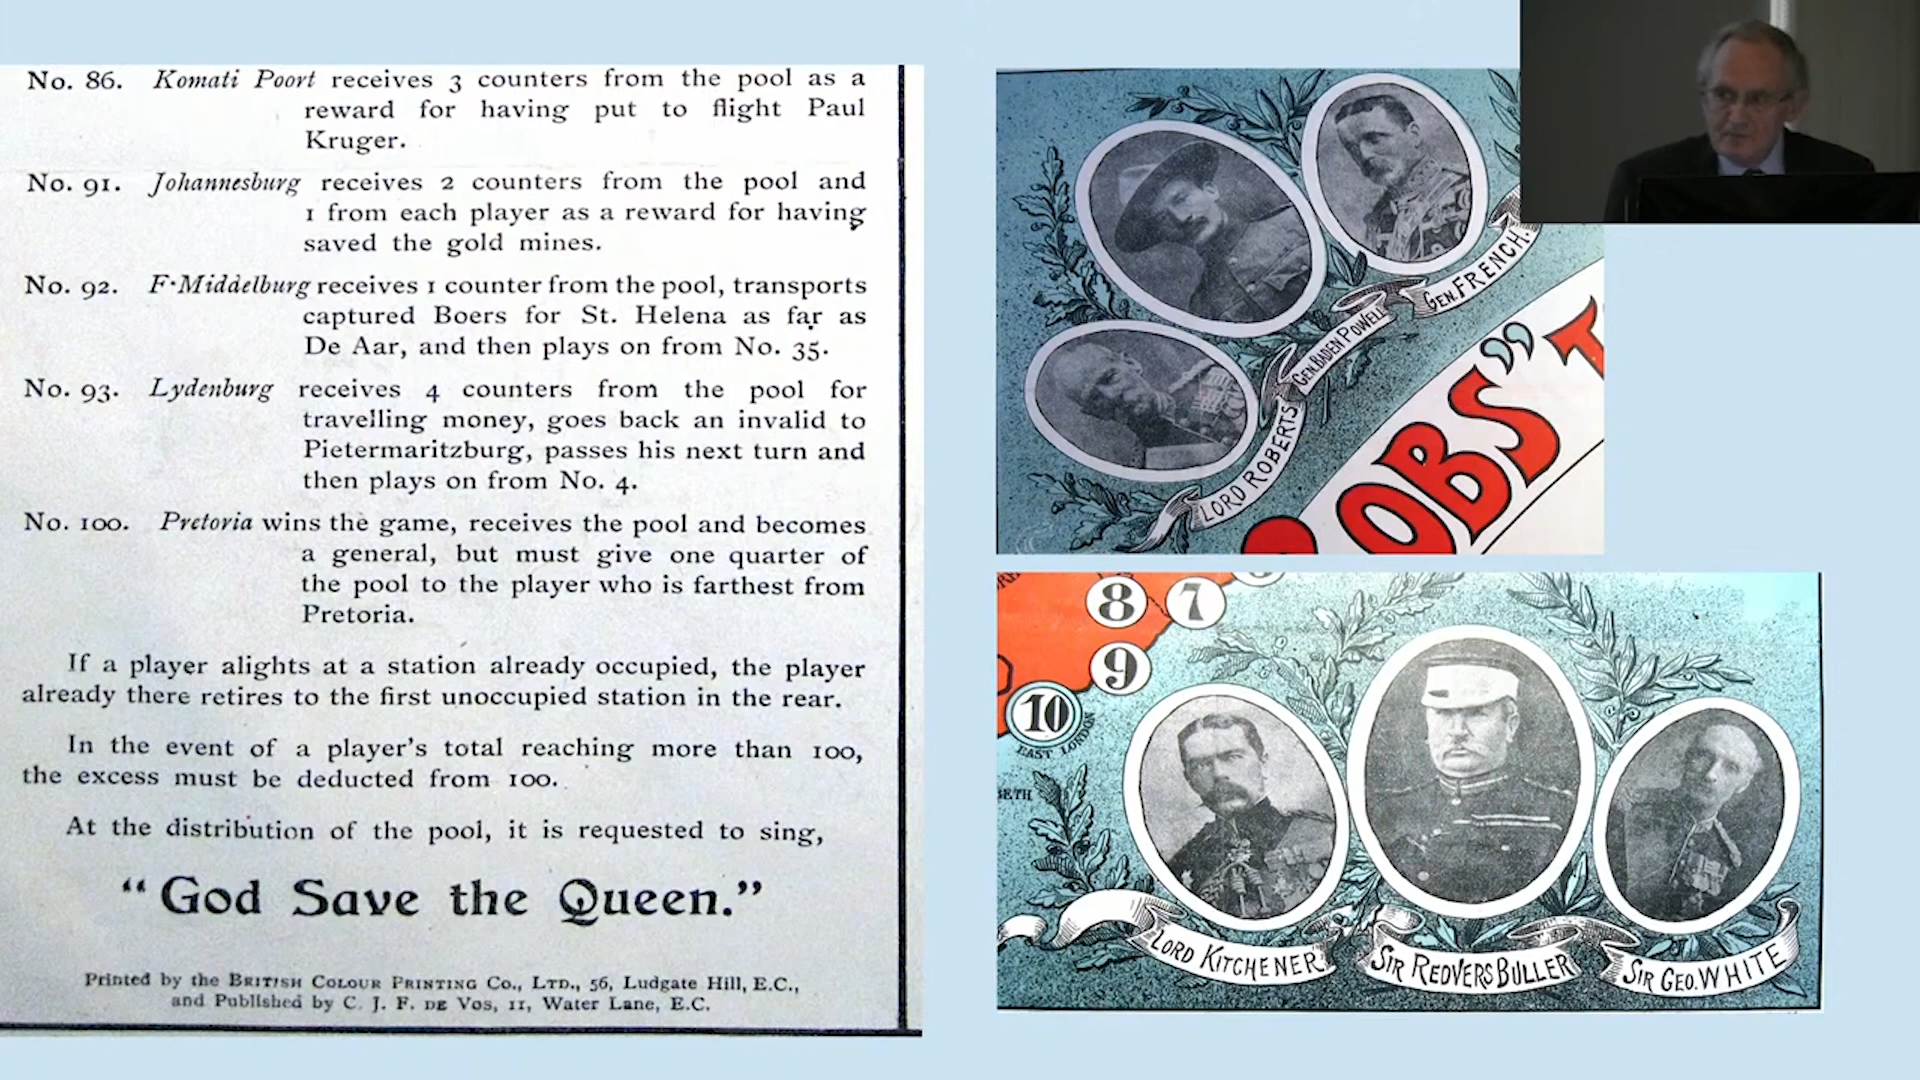 No. 86. Komati Poort receives 3 counters from the pool as a
reward for having put to flight Paul
Kruger.
No. 91. Johannesburg receives 2 counters from the pool and
1 from each player as a reward for having
saved the gold mines.
No. 92. F. Middelburg receives 1 counter from the pool, transports
captured Boers for St. Helena as far as
De Aar, and then plays on from No. 35.
No. 93. Lydenburg receives 4 counters from the pool for
travelling money, goes back an invalid to
Pietermaritzburg, passes his next turn and
then plays on from No. 4.
No. 100. Pretoria wins the game, receives the pool and becomes
a general, but must give one quarter of
the pool to the player who is farthest from
Pretoria.
If a player alights at a station already occupied, the player
already there retires to the first unoccupied station in the rear.
In the event of a player's total reaching more than 100,
the excess must be deducted from 100.
At the distribution of the pool, it is requested to sing,
"God Save the Queen."
Printed by the BRITISH COLOUR PRINTING Co., LTD., 56, Ludgate Hill, E.C.,
and Published by C. J. F. DE VOS, 11, Water Lane, E.C.
GEN. FRENCH.
GEN. BADEN POWELL
LORD ROBERTS
OBS" T
8 7
9
10
EAST LONDON
LORD KITCHENER
SIR REDVERS BULLER
SIR GEO. WHITE